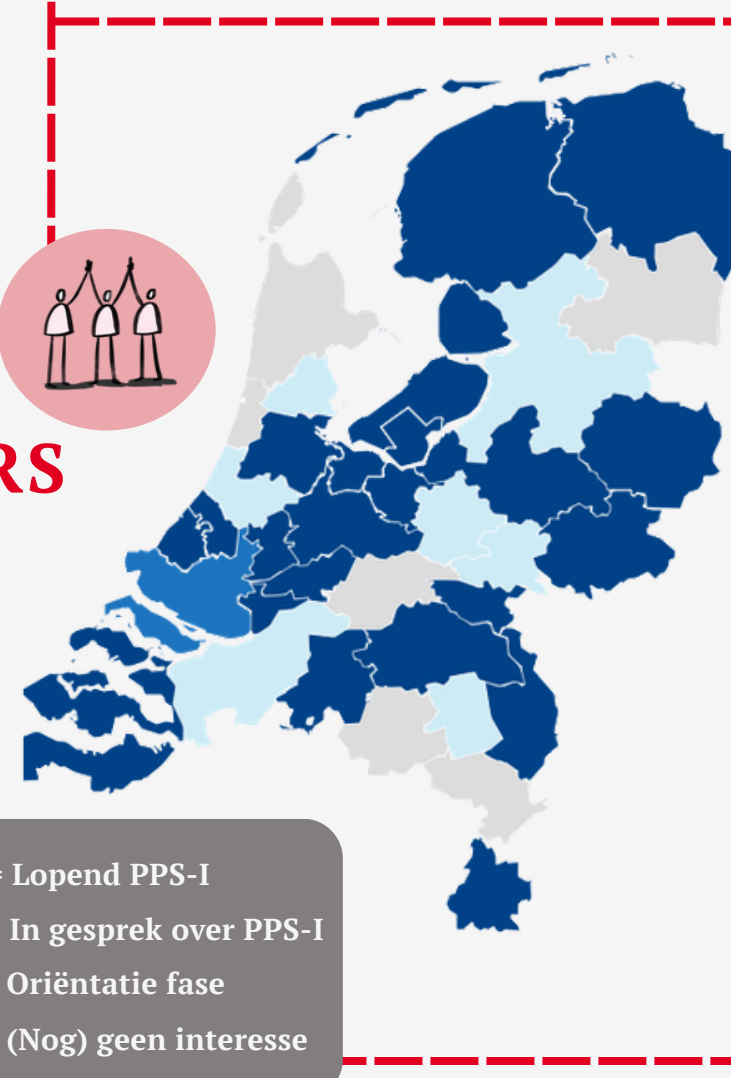 RS
= Lopend PPS-I
In gesprek over PPS-I
Oriëntatie fase
(Nog) geen interesse